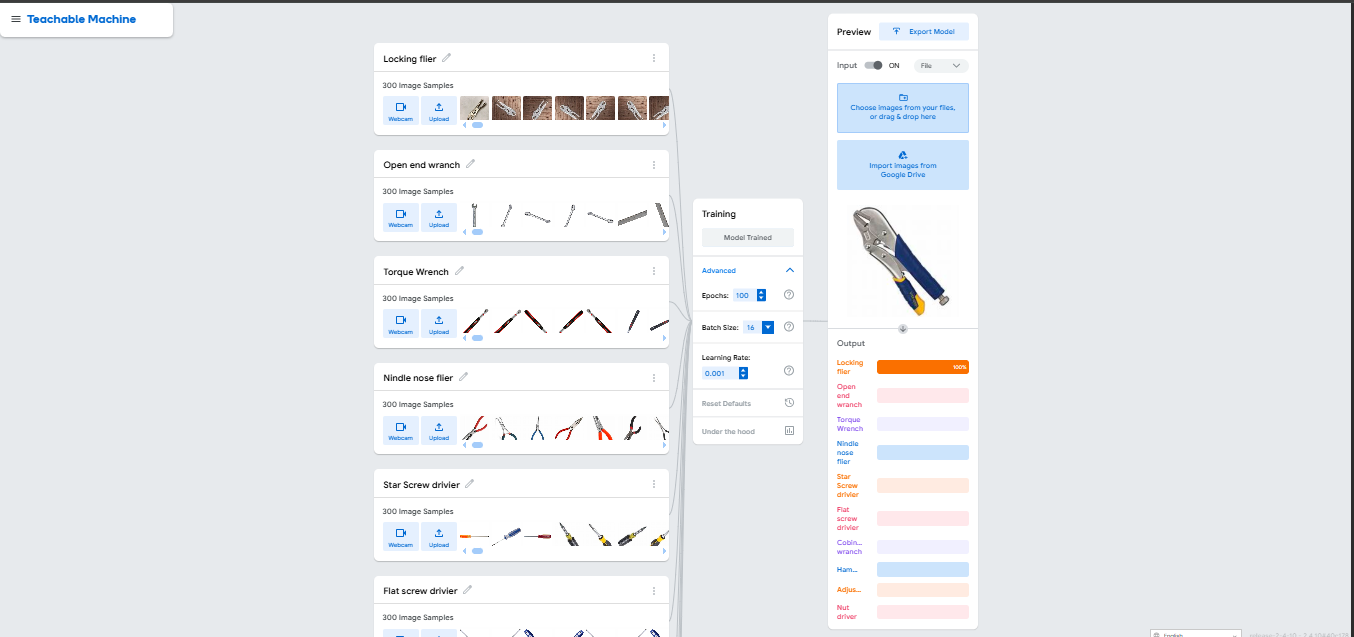 Teachable Machine
Locking flier
300 Image Samples
Webcam
Upload
Open end wranch
300 Image Samples
Webcam
Upload
Torque Wrench
300 Image Samples
Webcam
Upload
Nindle nose flier
300 Image Samples
Webcam
Upload
Star Screw drivier
300 Image Samples
Webcam
Upload
Flat screw drivier
300 Image Samples
Training
Model Trained
Advanced
Epochs: 100
Batch Size: 16
Learning Rate:
0.001
Reset Defaults
Under the hood
Preview
Export Model
Input
ON
File
Choose images from your files,
or drag & drop here
Import images from
Google Drive
Output
Locking
flier
100%
Open
end
wranch
Torque
Wrench
Nindle
nose
flier
Star
Screw
drivier
Flat
screw
drivier
Cobin...
wranch
Ham...
Adjus...
Nut
driver
English